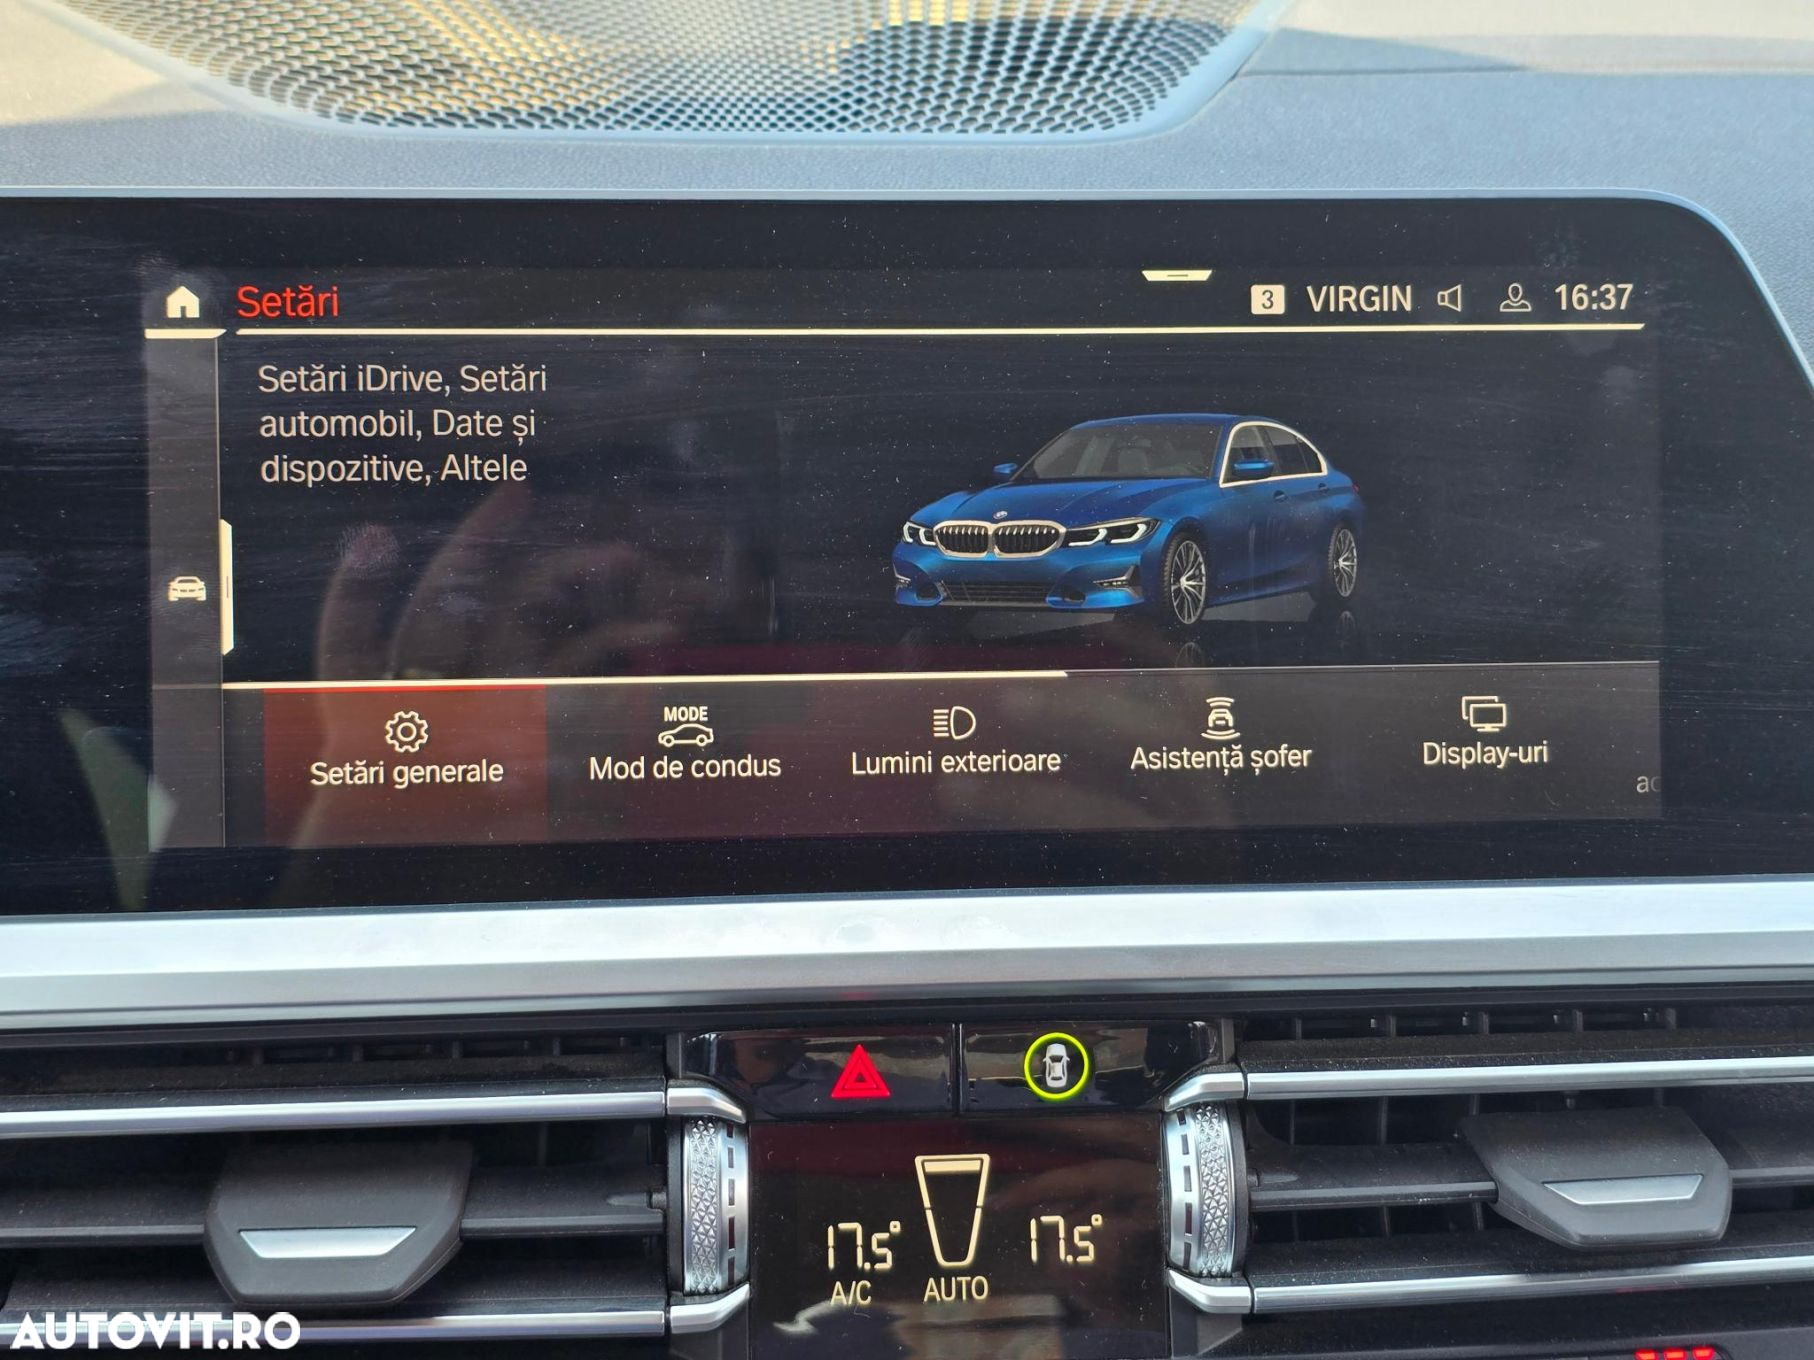 Setări
3 VIRGIN 16:37
Setări iDrive, Setări
automobil, Date și
dispozitive, Altele
Setări generale
MODE
Mod de condus
Lumini exterioare
Asistență șofer
Display-uri
17.5° 17.5°
A/C AUTO
AUTOVIT.RO